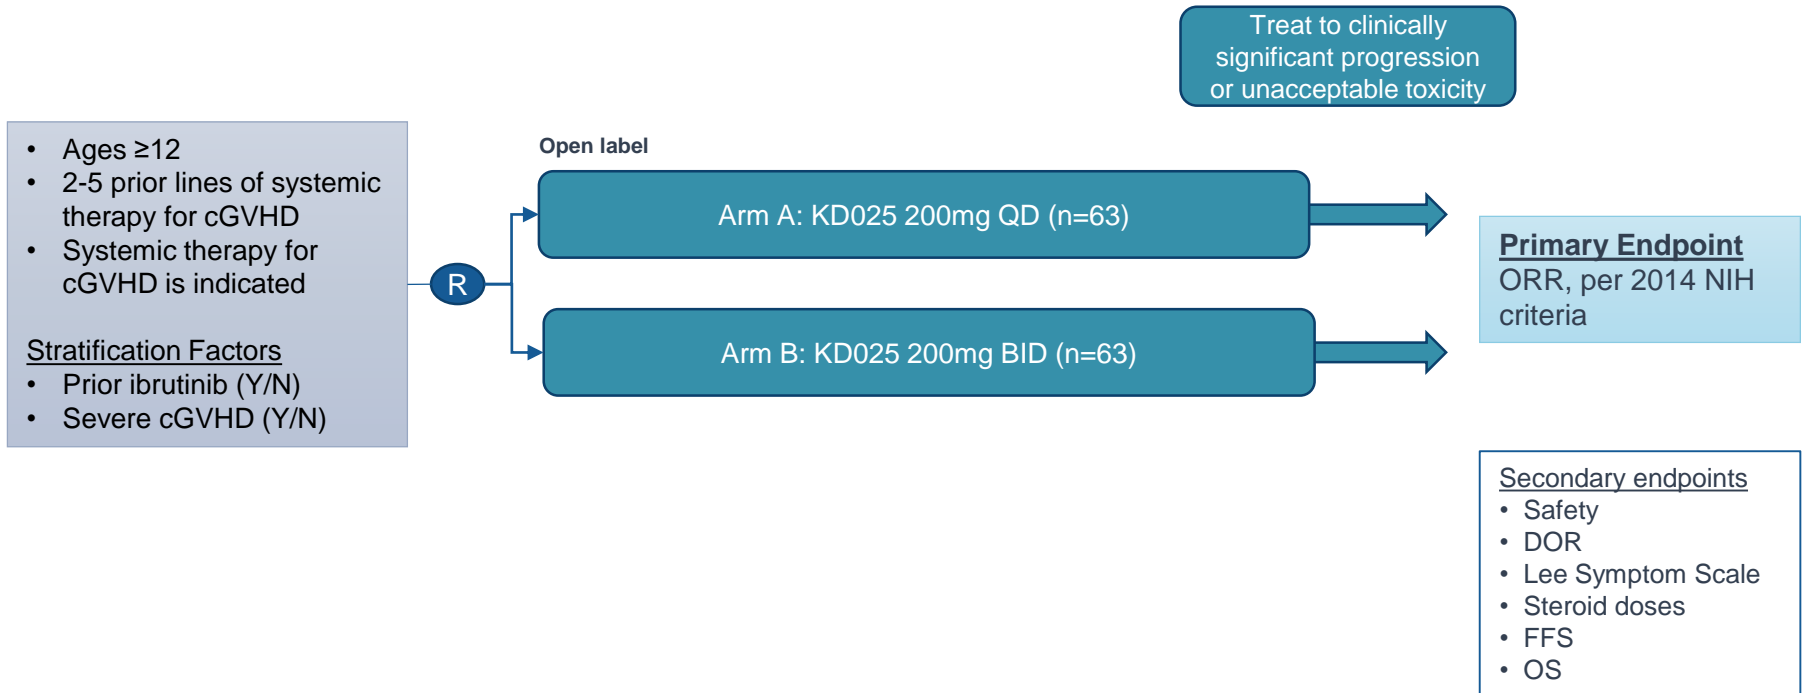 Treat to clinically
significant progression
or unacceptable toxicity
• Ages ≥12
• 2-5 prior lines of systemic
therapy for cGVHD
• Systemic therapy for
cGVHD is indicated
Stratification Factors
• Prior ibrutinib (Y/N)
• Severe cGVHD (Y/N)
R
Open label
Arm A: KD025 200mg QD (n=63)
Arm B: KD025 200mg BID (n=63)
Primary Endpoint
ORR, per 2014 NIH
criteria
Secondary endpoints
• Safety
• DOR
• Lee Symptom Scale
• Steroid doses
• FFS
• OS